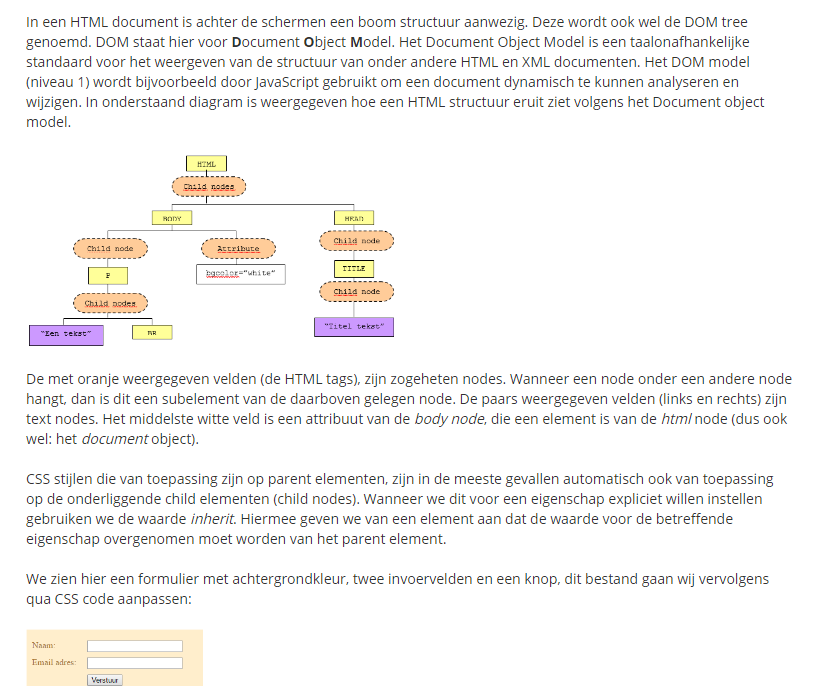 In een HTML document is achter de schermen een boom structuur aanwezig. Deze wordt ook wel de DOM tree
genoemd. DOM staat hier voor Document Object Model. Het Document Object Model is een taalonafhankelijke
standaard voor het weergeven van de structuur van onder andere HTML en XML documenten. Het DOM model
(niveau 1) wordt bijvoorbeeld door JavaScript gebruikt om een document dynamisch te kunnen analyseren en
wijzigen. In onderstaand diagram is weergegeven hoe een HTML structuur eruit ziet volgens het Document object
model.
HTML
Child nodes
BODY
HEAD
Child node
Attribute
Child node
P
bgcolor="white"
TITLE
Child nodes
Child node
"Een tekst"
BR
"Titel tekst"
De met oranje weergegeven velden (de HTML tags), zijn zogeheten nodes. Wanneer een node onder een andere node
hangt, dan is dit een subelement van de daarboven gelegen node. De paars weergegeven velden (links en rechts) zijn
text nodes. Het middelste witte veld is een attribuut van de body node, die een element is van de html node (dus ook
wel: het document object).
CSS stijlen die van toepassing zijn op parent elementen, zijn in de meeste gevallen automatisch ook van toepassing
op de onderliggende child elementen (child nodes). Wanneer we dit voor een eigenschap expliciet willen instellen
gebruiken we de waarde inherit. Hiermee geven we van een element aan dat de waarde voor de betreffende
eigenschap overgenomen moet worden van het parent element.
We zien hier een formulier met achtergrondkleur, twee invoervelden en een knop, dit bestand gaan wij vervolgens
qua CSS code aanpassen:
Naam:
Email adres:
Verstuur